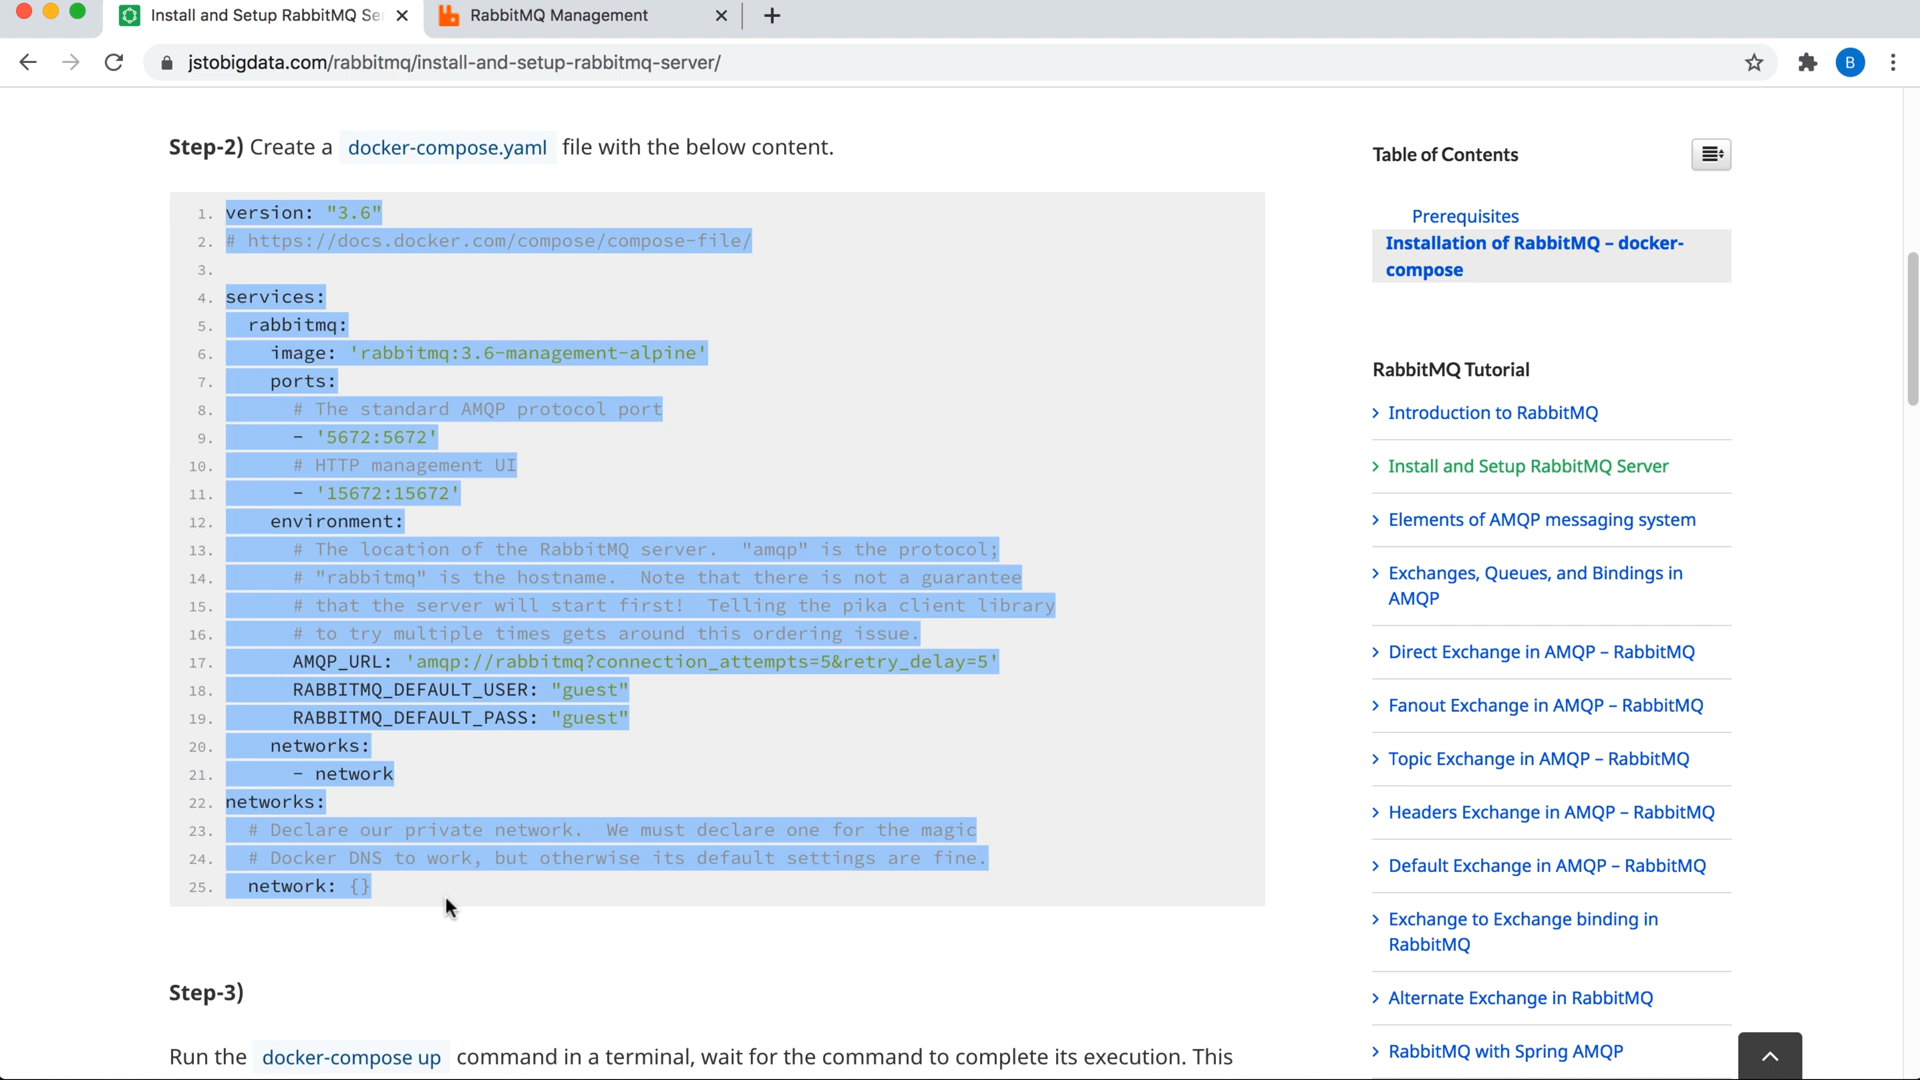 Install and Setup RabbitMQ Se
RabbitMQ Management
jstobigdata.com/rabbitmq/install-and-setup-rabbitmq-server/
B
Step-2) Create a docker-compose.yaml file with the below content.
1. version: "3.6"
2. # https://docs.docker.com/compose/compose-file/
3.
4. services:
5.   rabbitmq:
6.     image: 'rabbitmq:3.6-management-alpine'
7.     ports:
8.       # The standard AMQP protocol port
9.       - '5672:5672'
10.       # HTTP management UI
11.       - '15672:15672'
12.     environment:
13.       # The location of the RabbitMQ server.  "amqp" is the protocol;
14.       # "rabbitmq" is the hostname.  Note that there is not a guarantee
15.       # that the server will start first!  Telling the pika client library
16.       # to try multiple times gets around this ordering issue.
17.       AMQP_URL: 'amqp://rabbitmq?connection_attempts=5&retry_delay=5'
18.       RABBITMQ_DEFAULT_USER: "guest"
19.       RABBITMQ_DEFAULT_PASS: "guest"
20.     networks:
21.       - network
22. networks:
23.   # Declare our private network.  We must declare one for the magic
24.   # Docker DNS to work, but otherwise its default settings are fine.
25.   network: {}
Step-3)
Run the docker-compose up command in a terminal, wait for the command to complete its execution. This
Table of Contents
Prerequisites
Installation of RabbitMQ – docker-
compose
RabbitMQ Tutorial
Introduction to RabbitMQ
Install and Setup RabbitMQ Server
Elements of AMQP messaging system
Exchanges, Queues, and Bindings in
AMQP
Direct Exchange in AMQP – RabbitMQ
Fanout Exchange in AMQP – RabbitMQ
Topic Exchange in AMQP – RabbitMQ
Headers Exchange in AMQP – RabbitMQ
Default Exchange in AMQP – RabbitMQ
Exchange to Exchange binding in
RabbitMQ
Alternate Exchange in RabbitMQ
RabbitMQ with Spring AMQP